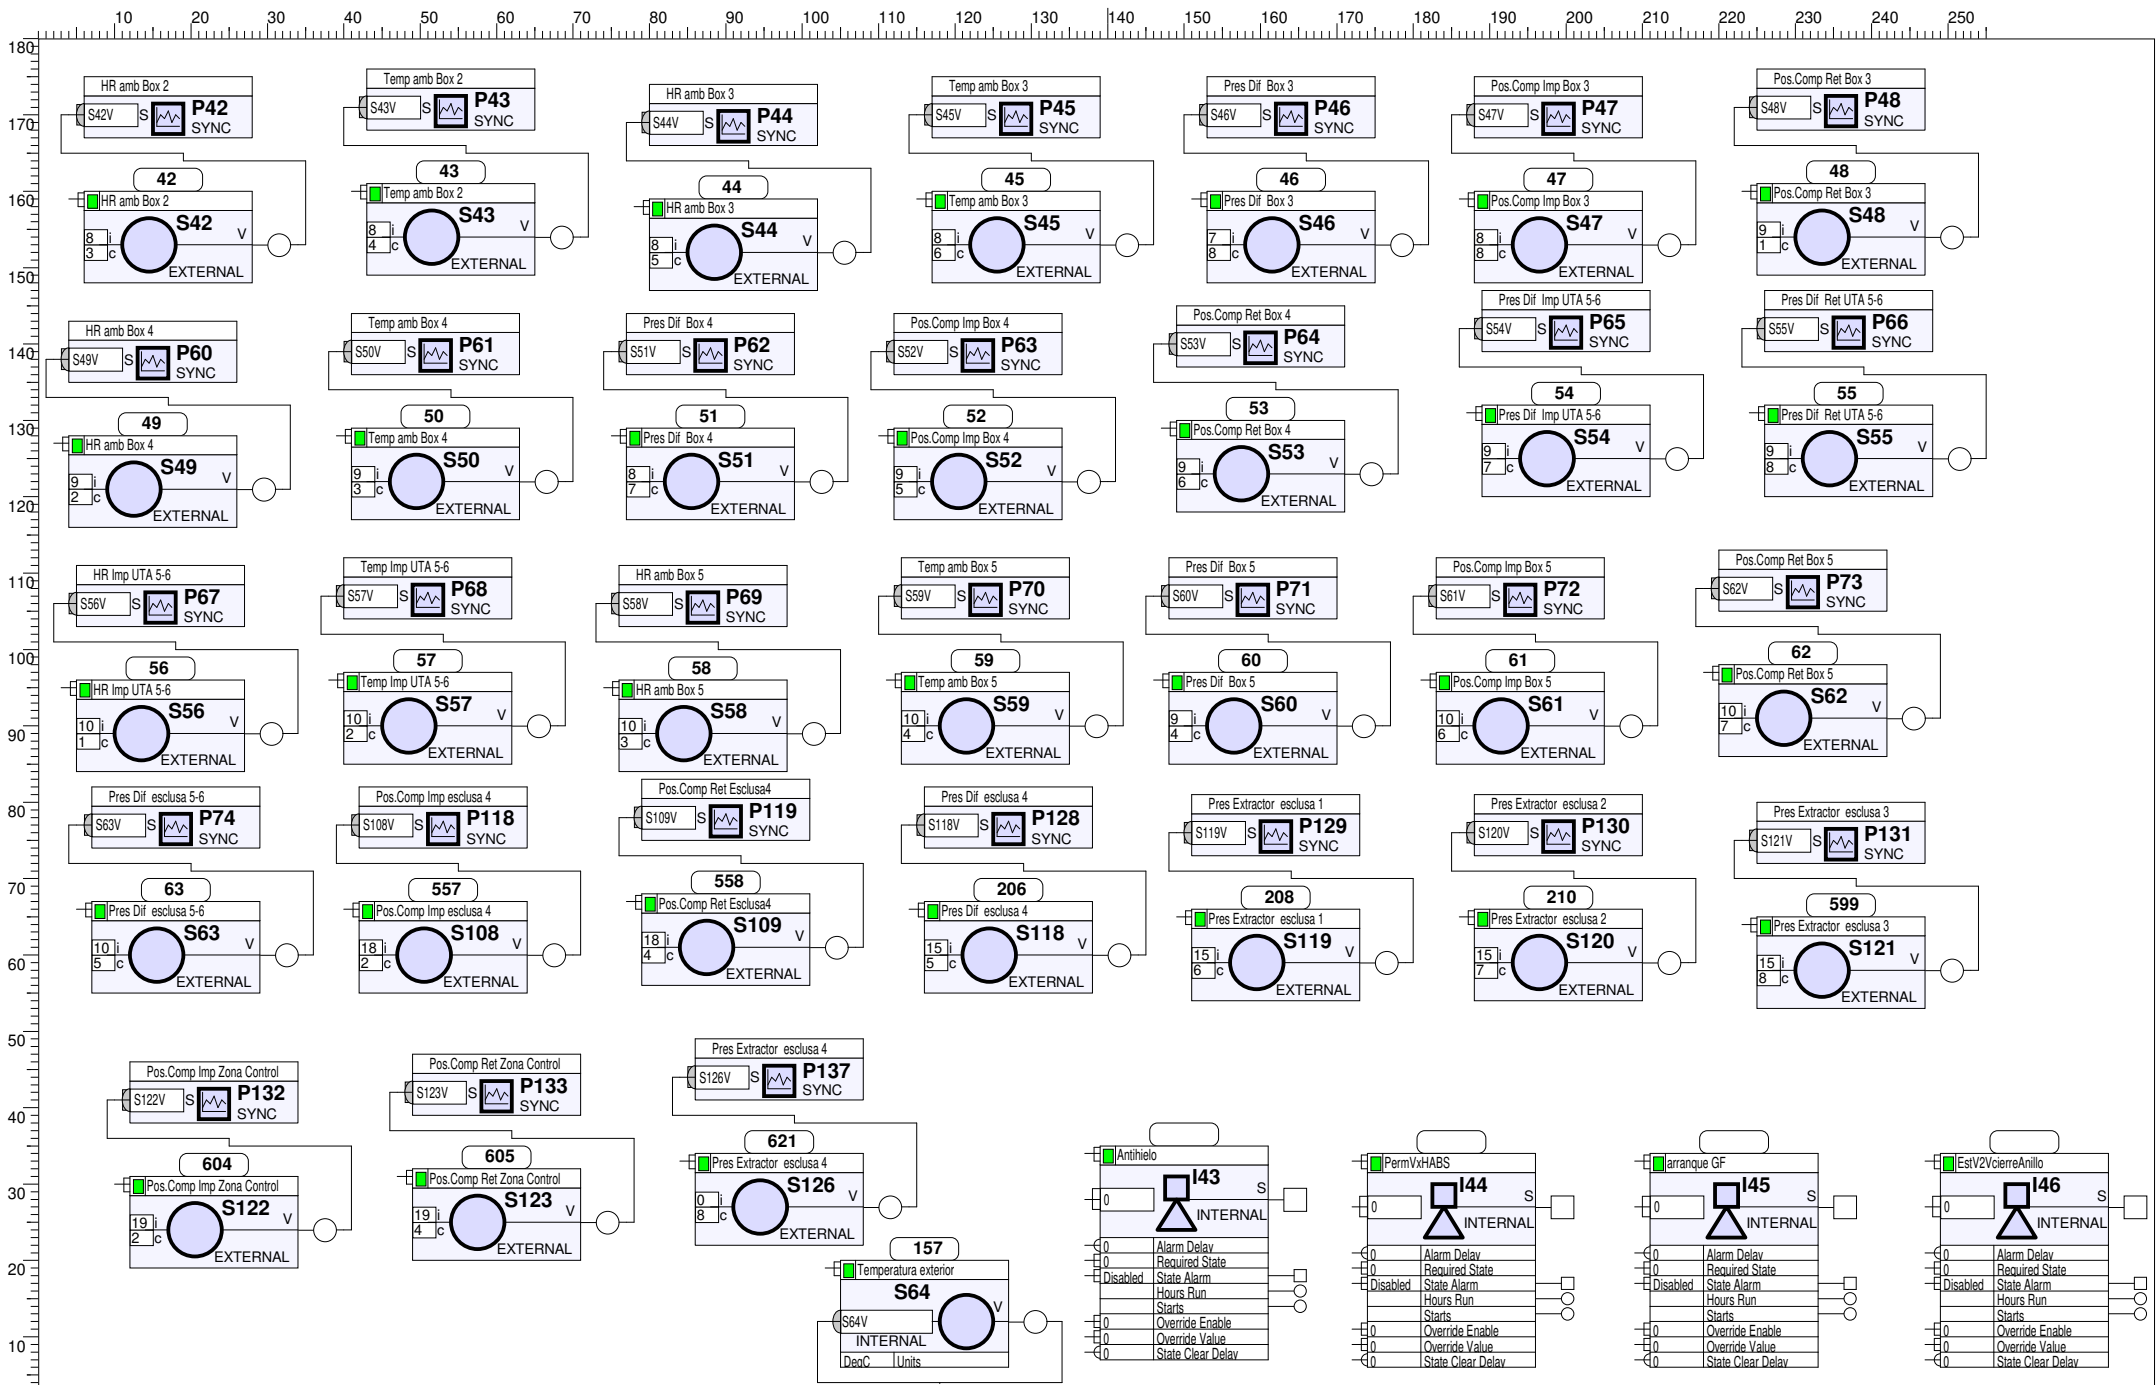 10 20 30 40 50 60 70 80 90 100 110 120 130 140 150 160 170 180 190 200 210 220 230 240 250
180
HR amb Box 2
S42V S P42
SYNC
Temp amb Box 2
S43V S P43
SYNC
HR amb Box 3
S44V S P44
SYNC
Temp amb Box 3
S45V S P45
SYNC
Pres Dif Box 3
S46V S P46
SYNC
Pos.Comp Imp Box 3
S47V S P47
SYNC
Pos.Comp Ret Box 3
S48V S P48
SYNC
170
160
150
42
HR amb Box 2
S42
8 i V
3 c
EXTERNAL
43
Temp amb Box 2
S43
8 i V
4 c
EXTERNAL
44
HR amb Box 3
S44
8 i V
5 c
EXTERNAL
45
Temp amb Box 3
S45
8 i V
6 c
EXTERNAL
46
Pres Dif Box 3
S46
7 i V
8 c
EXTERNAL
47
Pos.Comp Imp Box 3
S47
8 i V
8 c
EXTERNAL
48
Pos.Comp Ret Box 3
S48
9 i V
1 c
EXTERNAL
HR amb Box 4
S49V S P60
SYNC
Temp amb Box 4
S50V S P61
SYNC
Pres Dif Box 4
S51V S P62
SYNC
Pos.Comp Imp Box 4
S52V S P63
SYNC
Pos.Comp Ret Box 4
S53V S P64
SYNC
Pres Dif Imp UTA 5-6
S54V S P65
SYNC
Pres Dif Ret UTA 5-6
S55V S P66
SYNC
140
130
120
49
HR amb Box 4
S49
9 i V
2 c
EXTERNAL
50
Temp amb Box 4
S50
9 i V
3 c
EXTERNAL
51
Pres Dif Box 4
S51
8 i V
7 c
EXTERNAL
52
Pos.Comp Imp Box 4
S52
9 i V
5 c
EXTERNAL
53
Pos.Comp Ret Box 4
S53
9 i V
6 c
EXTERNAL
54
Pres Dif Imp UTA 5-6
S54
9 i V
7 c
EXTERNAL
55
Pres Dif Ret UTA 5-6
S55
9 i V
8 c
EXTERNAL
HR Imp UTA 5-6
S56V S P67
SYNC
Temp Imp UTA 5-6
S57V S P68
SYNC
HR amb Box 5
S58V S P69
SYNC
Temp amb Box 5
S59V S P70
SYNC
Pres Dif Box 5
S60V S P71
SYNC
Pos.Comp Imp Box 5
S61V S P72
SYNC
Pos.Comp Ret Box 5
S62V S P73
SYNC
110
100
90
56
HR Imp UTA 5-6
S56
10 i V
1 c
EXTERNAL
57
Temp Imp UTA 5-6
S57
10 i V
2 c
EXTERNAL
58
HR amb Box 5
S58
10 i V
3 c
EXTERNAL
59
Temp amb Box 5
S59
10 i V
4 c
EXTERNAL
60
Pres Dif Box 5
S60
9 i V
4 c
EXTERNAL
61
Pos.Comp Imp Box 5
S61
10 i V
6 c
EXTERNAL
62
Pos.Comp Ret Box 5
S62
10 i V
7 c
EXTERNAL
Pres Dif esclusa 5-6
S63V S P74
SYNC
Pos.Comp Imp esclusa 4
S108V S P118
SYNC
Pos.Comp Ret Esclusa4
S109V S P119
SYNC
Pres Dif esclusa 4
S118V S P128
SYNC
Pres Extractor esclusa 1
S119V S P129
SYNC
Pres Extractor esclusa 2
S120V S P130
SYNC
Pres Extractor esclusa 3
S121V S P131
SYNC
80
70
60
63
Pres Dif esclusa 5-6
S63
10 i V
5 c
EXTERNAL
557
Pos.Comp Imp esclusa 4
S108
18 i V
2 c
EXTERNAL
558
Pos.Comp Ret Esclusa4
S109
18 i V
4 c
EXTERNAL
206
Pres Dif esclusa 4
S118
15 i V
5 c
EXTERNAL
208
Pres Extractor esclusa 1
S119
15 i V
6 c
EXTERNAL
210
Pres Extractor esclusa 2
S120
15 i V
7 c
EXTERNAL
599
Pres Extractor esclusa 3
S121
15 i V
8 c
EXTERNAL
50
40
30
20
10
Pos.Comp Imp Zona Control
S122V S P132
SYNC
Pos.Comp Ret Zona Control
S123V S P133
SYNC
Pres Extractor esclusa 4
S126V S P137
SYNC
604
Pos.Comp Imp Zona Control
S122
19 i V
2 c
EXTERNAL
605
Pos.Comp Ret Zona Control
S123
19 i V
4 c
EXTERNAL
621
Pres Extractor esclusa 4
S126
0 i V
8 c
EXTERNAL
157
Temperatura exterior
S64
V
S64V
INTERNAL
DegC Units
Antihielo
I43
0 S
INTERNAL
0 Alarm Delay
0 Required State
Disabled State Alarm
Hours Run
Starts
0 Override Enable
0 Override Value
0 State Clear Delay
PermVxHABS
I44
0 S
INTERNAL
0 Alarm Delay
0 Required State
Disabled State Alarm
Hours Run
Starts
0 Override Enable
0 Override Value
0 State Clear Delay
arranque GF
I45
0 S
INTERNAL
0 Alarm Delay
0 Required State
Disabled State Alarm
Hours Run
Starts
0 Override Enable
0 Override Value
0 State Clear Delay
EstV2VcierreAnillo
I46
0 S
INTERNAL
0 Alarm Delay
0 Required State
Disabled State Alarm
Hours Run
Starts
0 Override Enable
0 Override Value
0 State Clear Delay